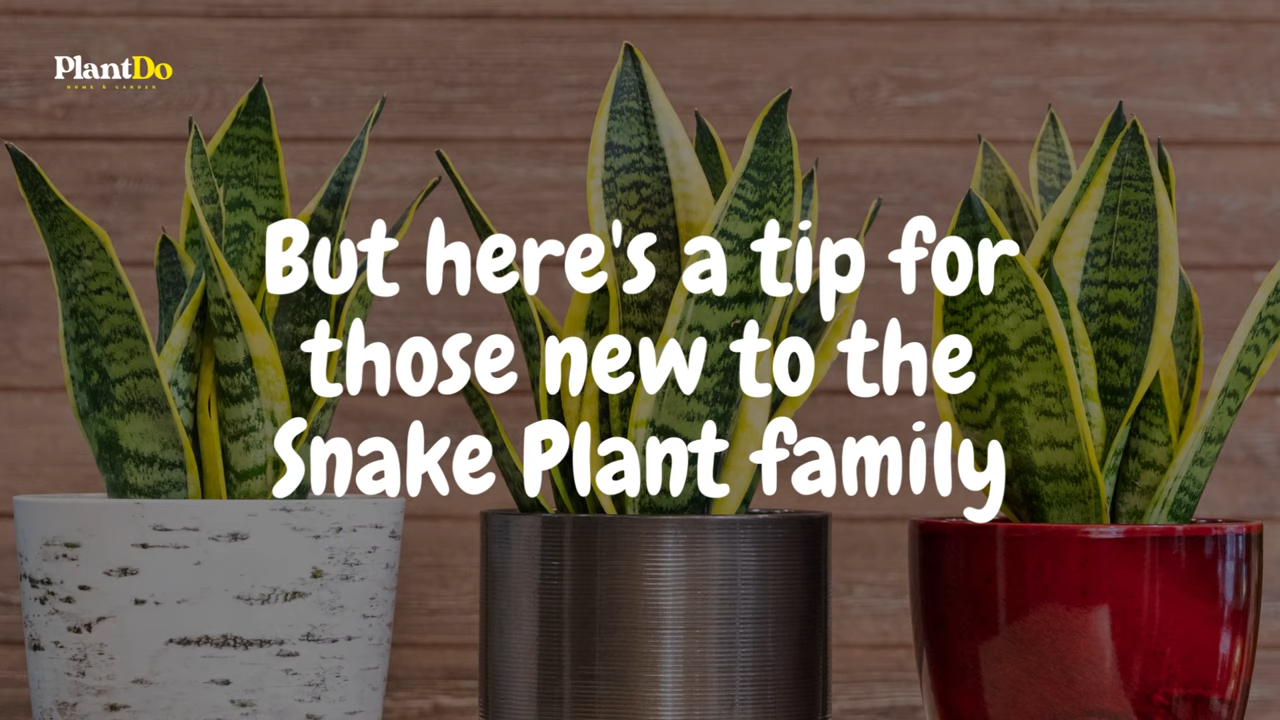 PlantDo
HOME & GARDEN
But here's a tip for
those new to the
Snake Plant family